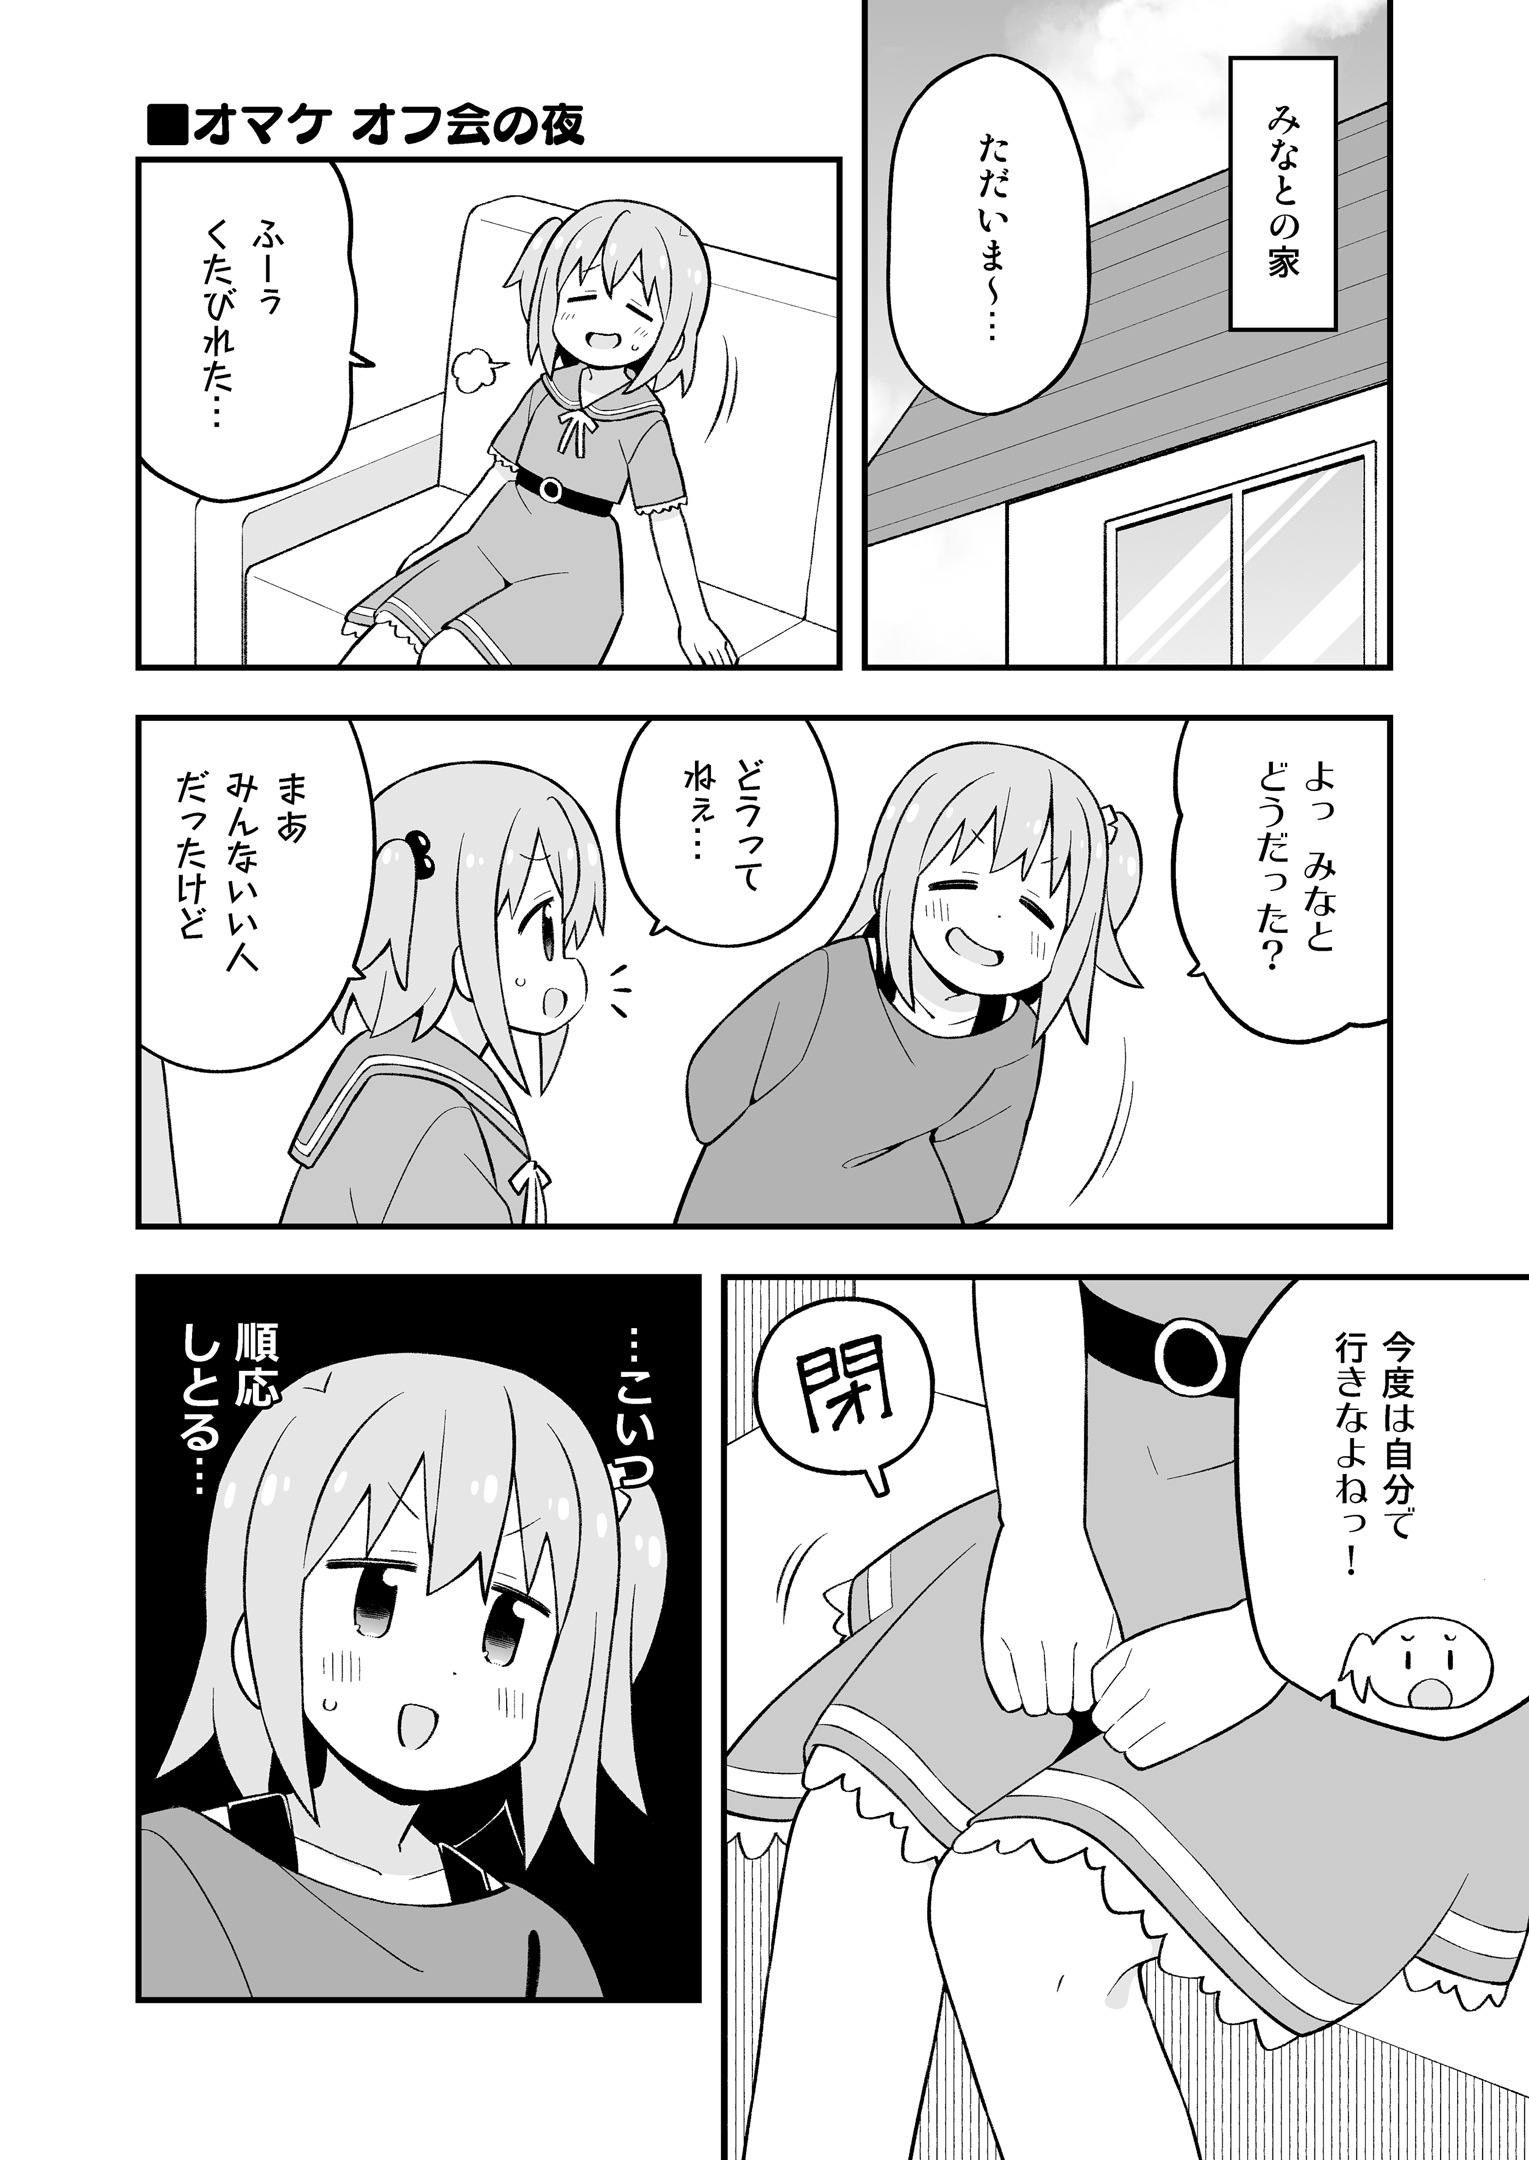 ■オマケ オフ会の夜
みなとの家
ただいま～…
ふーぅ
くたびれた…
よっ みなと
どうだった？
どうって
ねぇ…
まあ
みんないい人
だったけど
今度は自分で
行きなよねっ！
閉
…こいつ
順応
しとる…